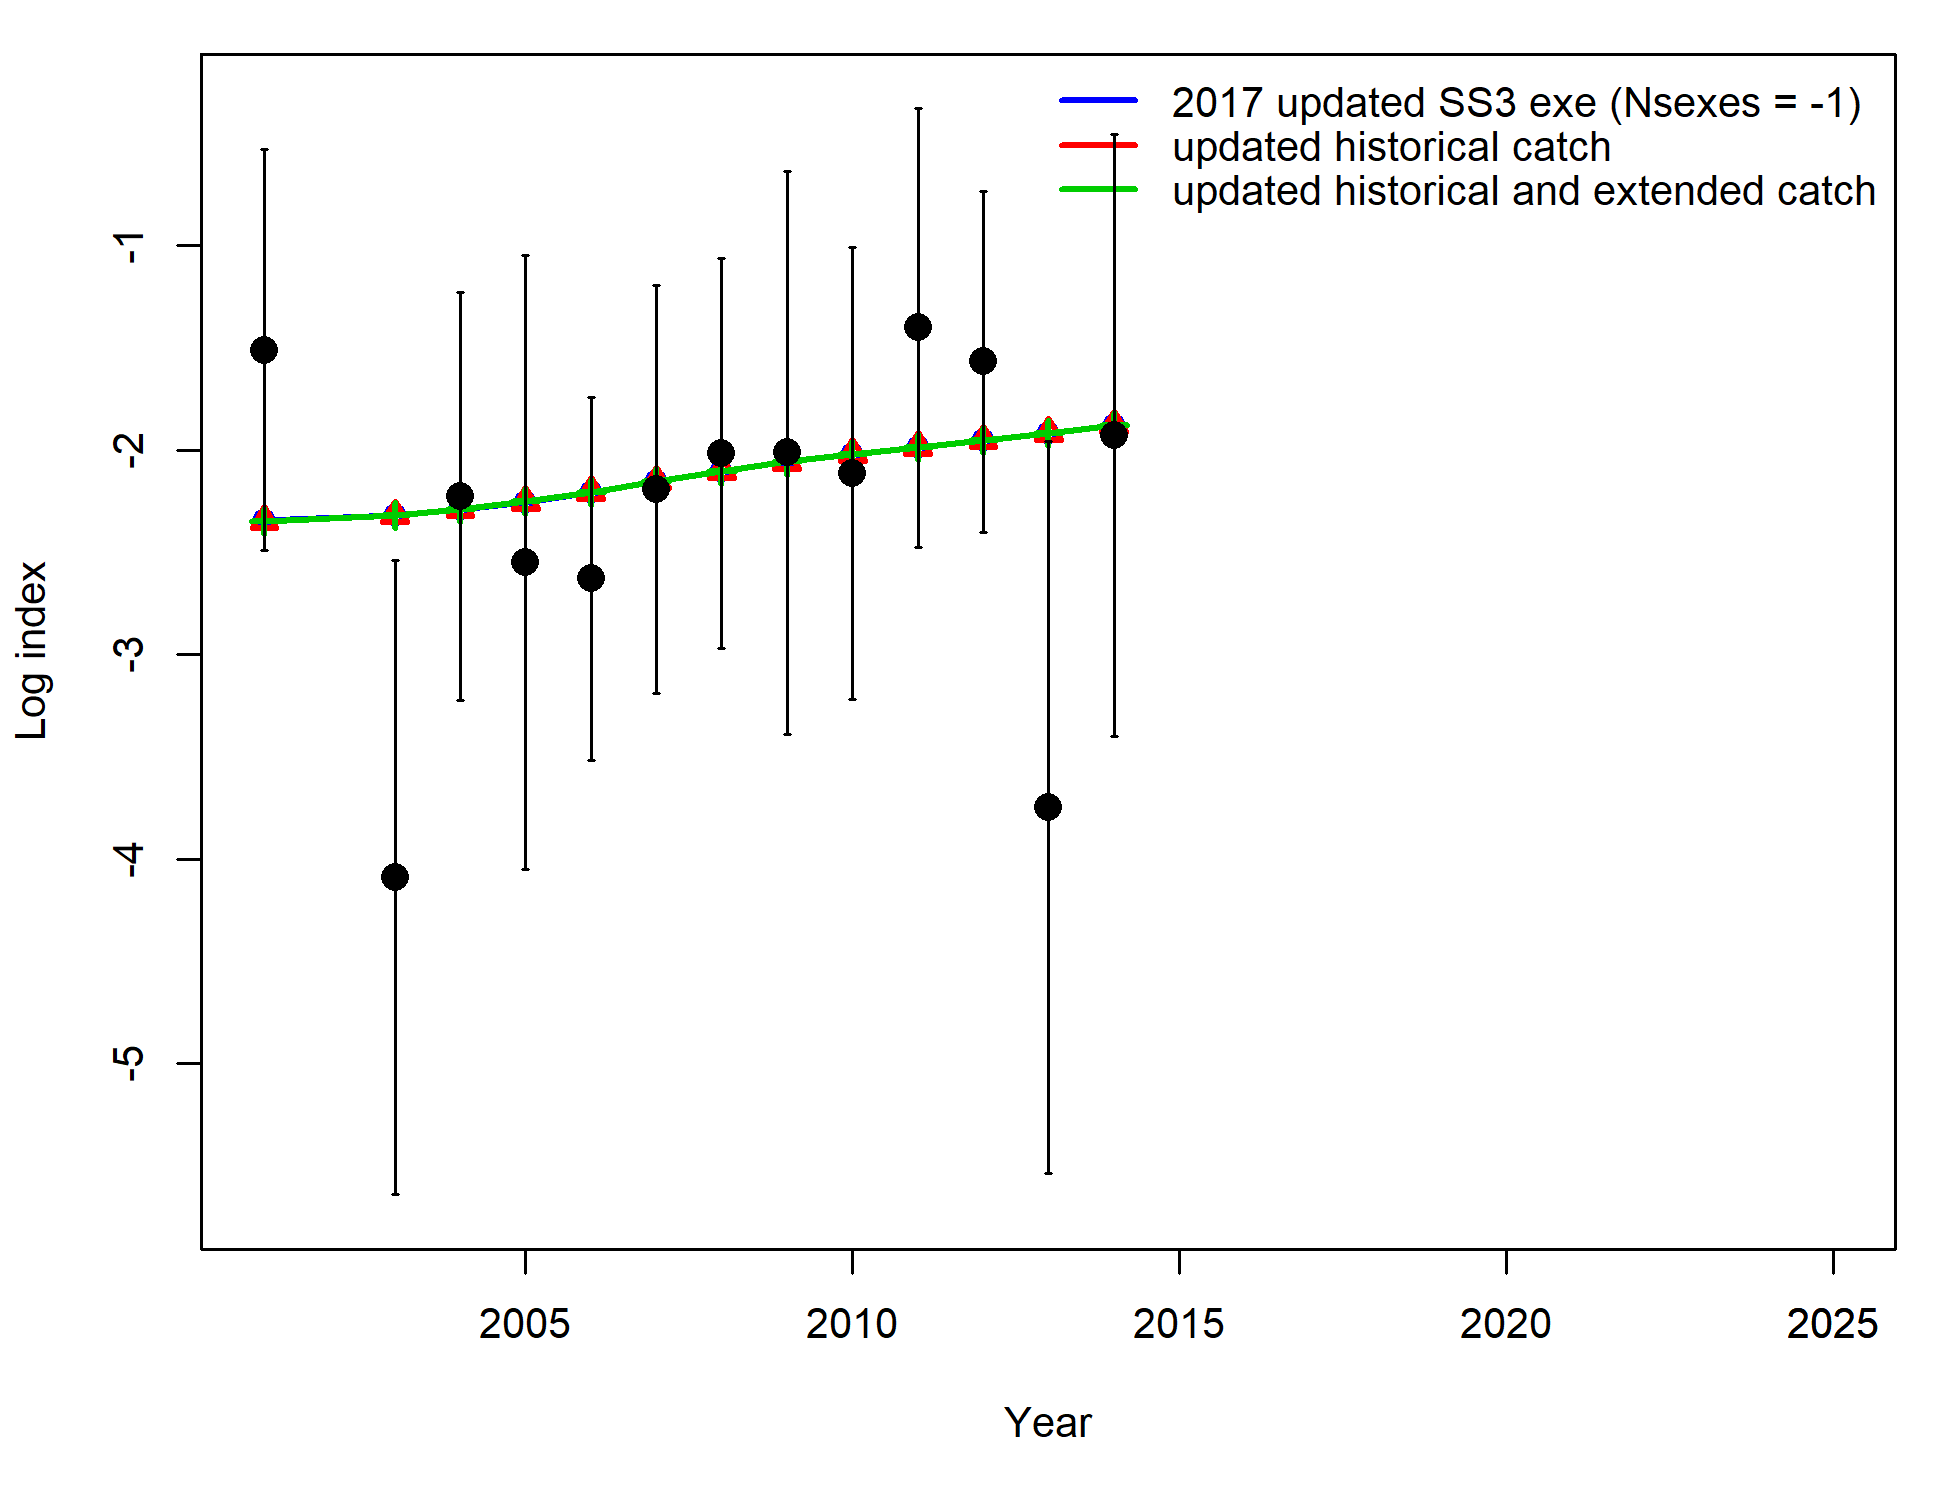 2017 updated SS3 exe (Nsexes = -1)
updated historical catch
updated historical and extended catch
Log index
-1
-2
-3
-4
-5
2005
2010
2015
2020
2025
Year